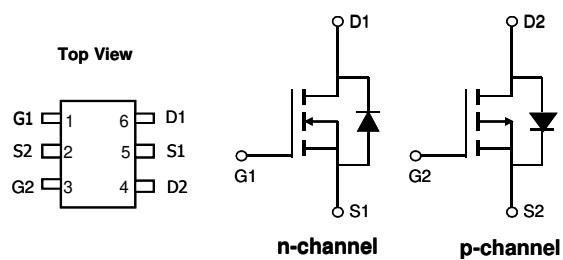 Top View
G1 1 6 D1
S2 2 5 S1
G2 3 4 D2
D1
G1
S1
n-channel
D2
G2
S2
p-channel